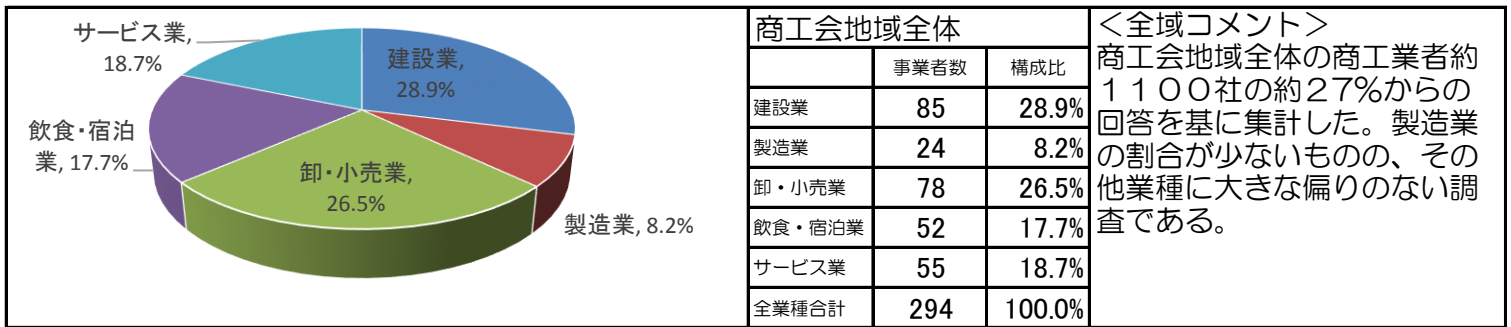 サービス業,
18.7%
建設業,
28.9%
飲食・宿泊
業, 17.7%
卸・小売業,
26.5%
製造業, 8.2%
商工会地域全体
事業者数 構成比
建設業 85 28.9%
製造業 24 8.2%
卸・小売業 78 26.5%
飲食・宿泊業 52 17.7%
サービス業 55 18.7%
全業種合計 294 100.0%
＜全域コメント＞
商工会地域全体の商工業者約
１１００社の約２７％からの
回答を基に集計した。製造業
の割合が少ないものの、その
他業種に大きな偏りのない調
査である。